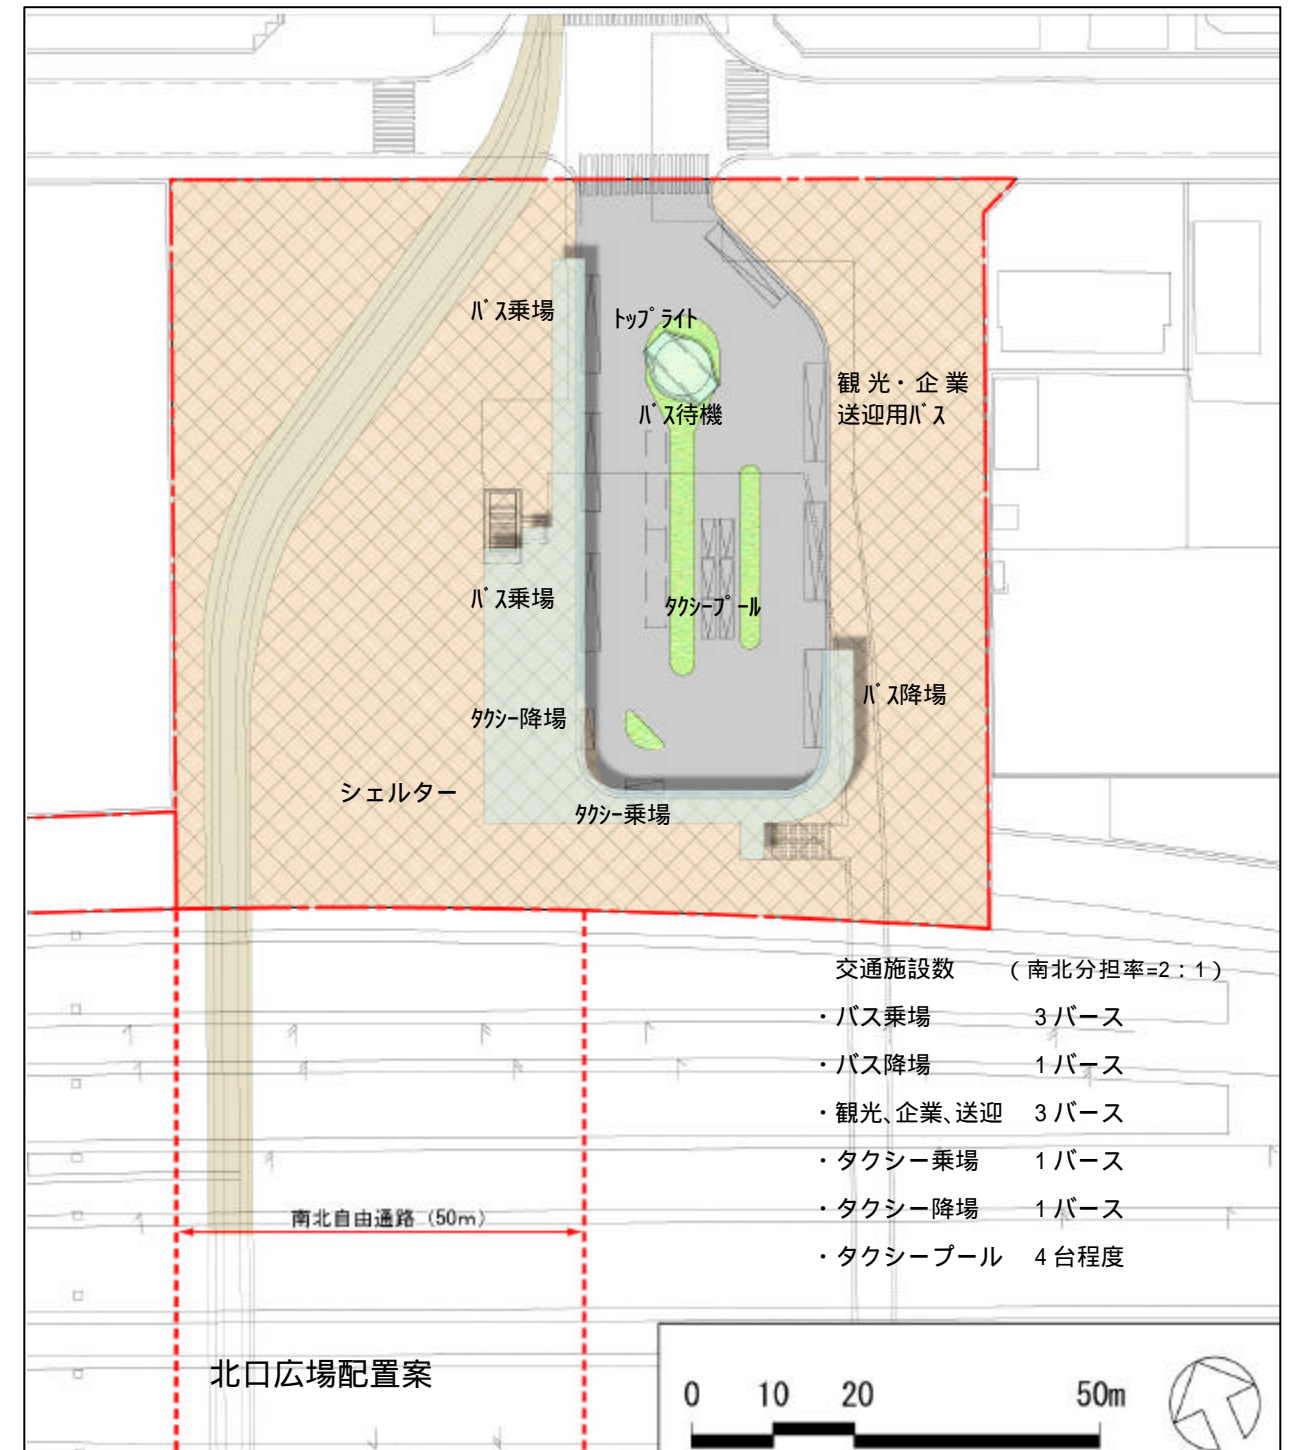 バス乗場
トップライト
バス待機
観光・企業
送迎用バス
バス乗場
タクシープール
バス降場
タクシー降場
シェルター
タクシー乗場
交通施設数 (南北分担率=2:1)
・バス乗場 3バース
・バス降場 1バース
・観光、企業、送迎 3バース
・タクシー乗場 1バース
・タクシー降場 1バース
・タクシープール 4台程度
南北自由通路(50m)
北口広場配置案
0 10 20 50m